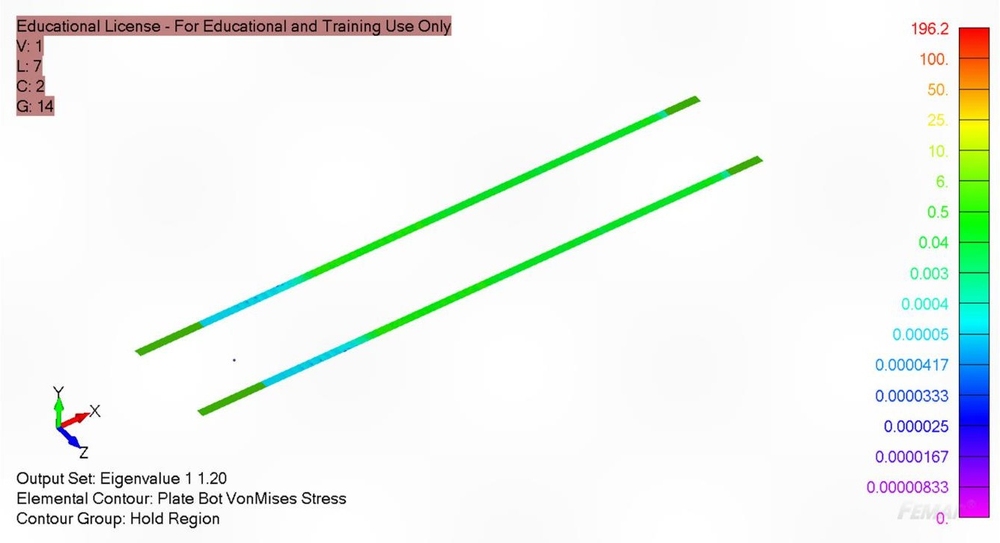 Educational License - For Educational and Training Use Only
V: 1
L: 7
C: 2
G: 14
196.2
100.
50.
25.
10.
6.
0.5
0.04
0.003
0.0004
0.00005
0.0000417
0.0000333
0.000025
0.0000167
0.00000833
0.
Y
X
Z
Output Set: Eigenvalue 1 1.20
Elemental Contour: Plate Bot VonMises Stress
Contour Group: Hold Region